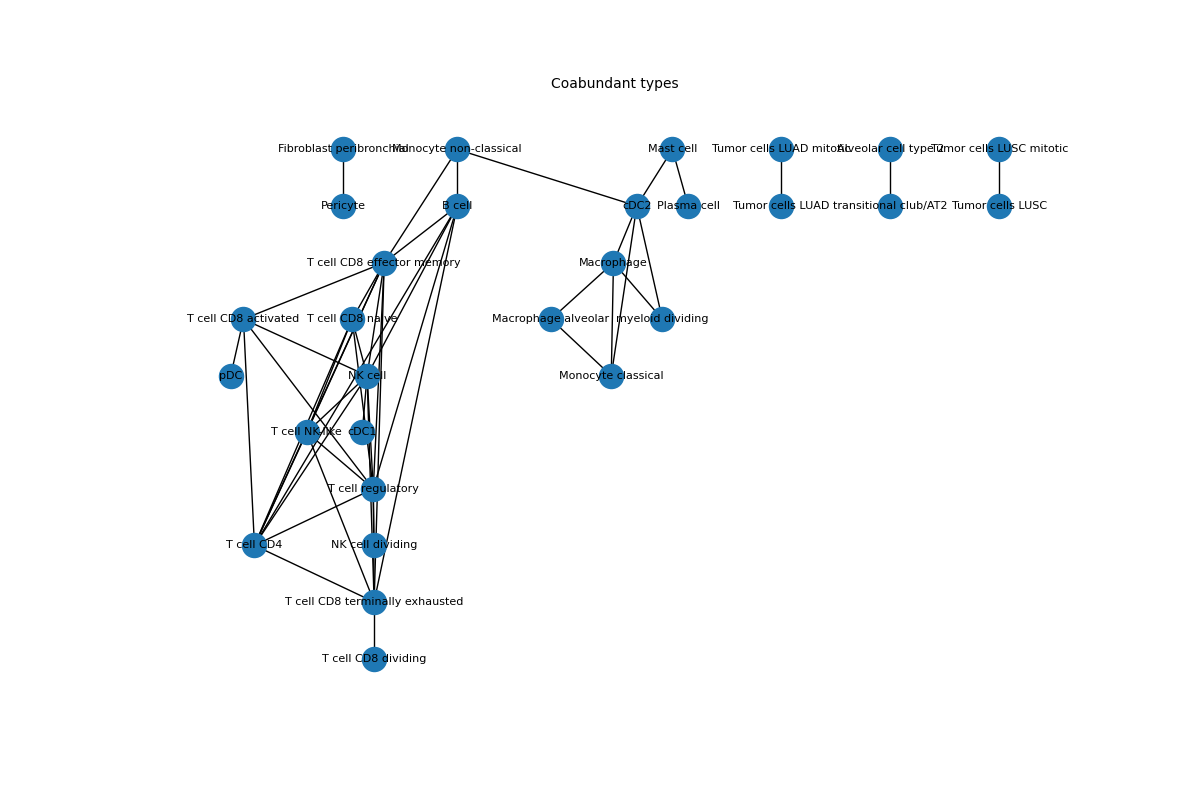 Coabundant types
Fibroblast peribronchial
Monocyte non-classical
Mast cell
Tumor cells LUAD mitotic
Alveolar cell type 2
Tumor cells LUSC mitotic
Pericyte
B cell
cDC2
Plasma cell
Tumor cells LUAD
transitional club/AT2
Tumor cells LUSC
T cell CD8 effector memory
Macrophage
T cell CD8 activated
T cell CD8 naive
Macrophage alveolar
myeloid dividing
pDC
NK cell
Monocyte classical
T cell NK-like
cDC1
T cell regulatory
T cell CD4
NK cell dividing
T cell CD8 terminally exhausted
T cell CD8 dividing